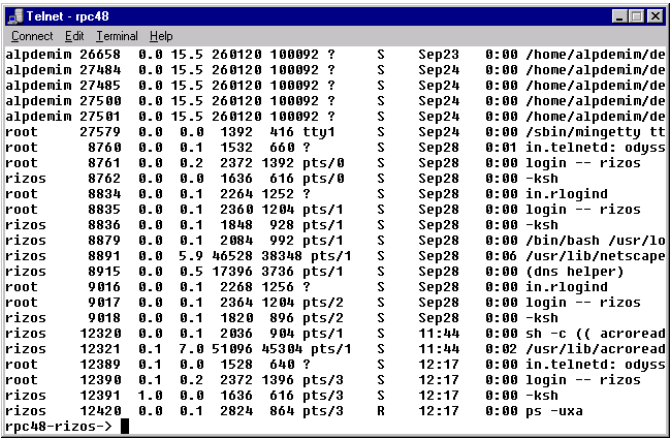 Telnet - rpc48
Connect Edit Terminal Help
alpdemim 26658 0.0 15.5 260120 100092 ? S Sep23 0:00 /home/alpdemim/de
alpdemim 27484 0.0 15.5 260120 100092 ? S Sep24 0:00 /home/alpdemim/de
alpdemim 27485 0.0 15.5 260120 100092 ? S Sep24 0:00 /home/alpdemim/de
alpdemim 27500 0.0 15.5 260120 100092 ? S Sep24 0:00 /home/alpdemim/de
alpdemim 27501 0.0 15.5 260120 100092 ? S Sep24 0:00 /home/alpdemim/de
root 27579 0.0 0.0 1392 416 tty1 S Sep24 0:00 /sbin/mingetty tt
root 8760 0.0 0.1 1532 660 ? S Sep28 0:01 in.telnetd: odyss
root 8761 0.0 0.2 2372 1392 pts/0 S Sep28 0:00 login -- rizos
rizos 8762 0.0 0.0 1636 616 pts/0 S Sep28 0:00 -ksh
root 8834 0.0 0.1 2264 1252 ? S Sep28 0:00 in.rlogind
root 8835 0.0 0.1 2360 1204 pts/1 S Sep28 0:00 login -- rizos
rizos 8836 0.0 0.1 1848 928 pts/1 S Sep28 0:00 -ksh
rizos 8879 0.0 0.1 2084 992 pts/1 S Sep28 0:00 /bin/bash /usr/lo
rizos 8891 0.0 5.9 46528 38348 pts/1 S Sep28 0:06 /usr/lib/netscape
rizos 8915 0.0 0.5 17396 3736 pts/1 S Sep28 0:00 (dns helper)
root 9016 0.0 0.1 2268 1256 ? S Sep28 0:00 in.rlogind
root 9017 0.0 0.1 2364 1204 pts/2 S Sep28 0:00 login -- rizos
rizos 9018 0.0 0.1 1820 896 pts/2 S Sep28 0:00 -ksh
rizos 12320 0.0 0.1 2036 904 pts/1 S 11:44 0:00 sh -c (( acroread
rizos 12321 0.1 7.0 51096 45304 pts/1 S 11:44 0:02 /usr/lib/acroread
root 12389 0.1 0.0 1528 640 ? S 12:17 0:00 in.telnetd: odyss
root 12390 0.1 0.2 2372 1396 pts/3 S 12:17 0:00 login -- rizos
rizos 12391 1.0 0.0 1636 616 pts/3 S 12:17 0:00 -ksh
rizos 12420 0.0 0.1 2824 864 pts/3 R 12:17 0:00 ps -uxa
rpc48-rizos->